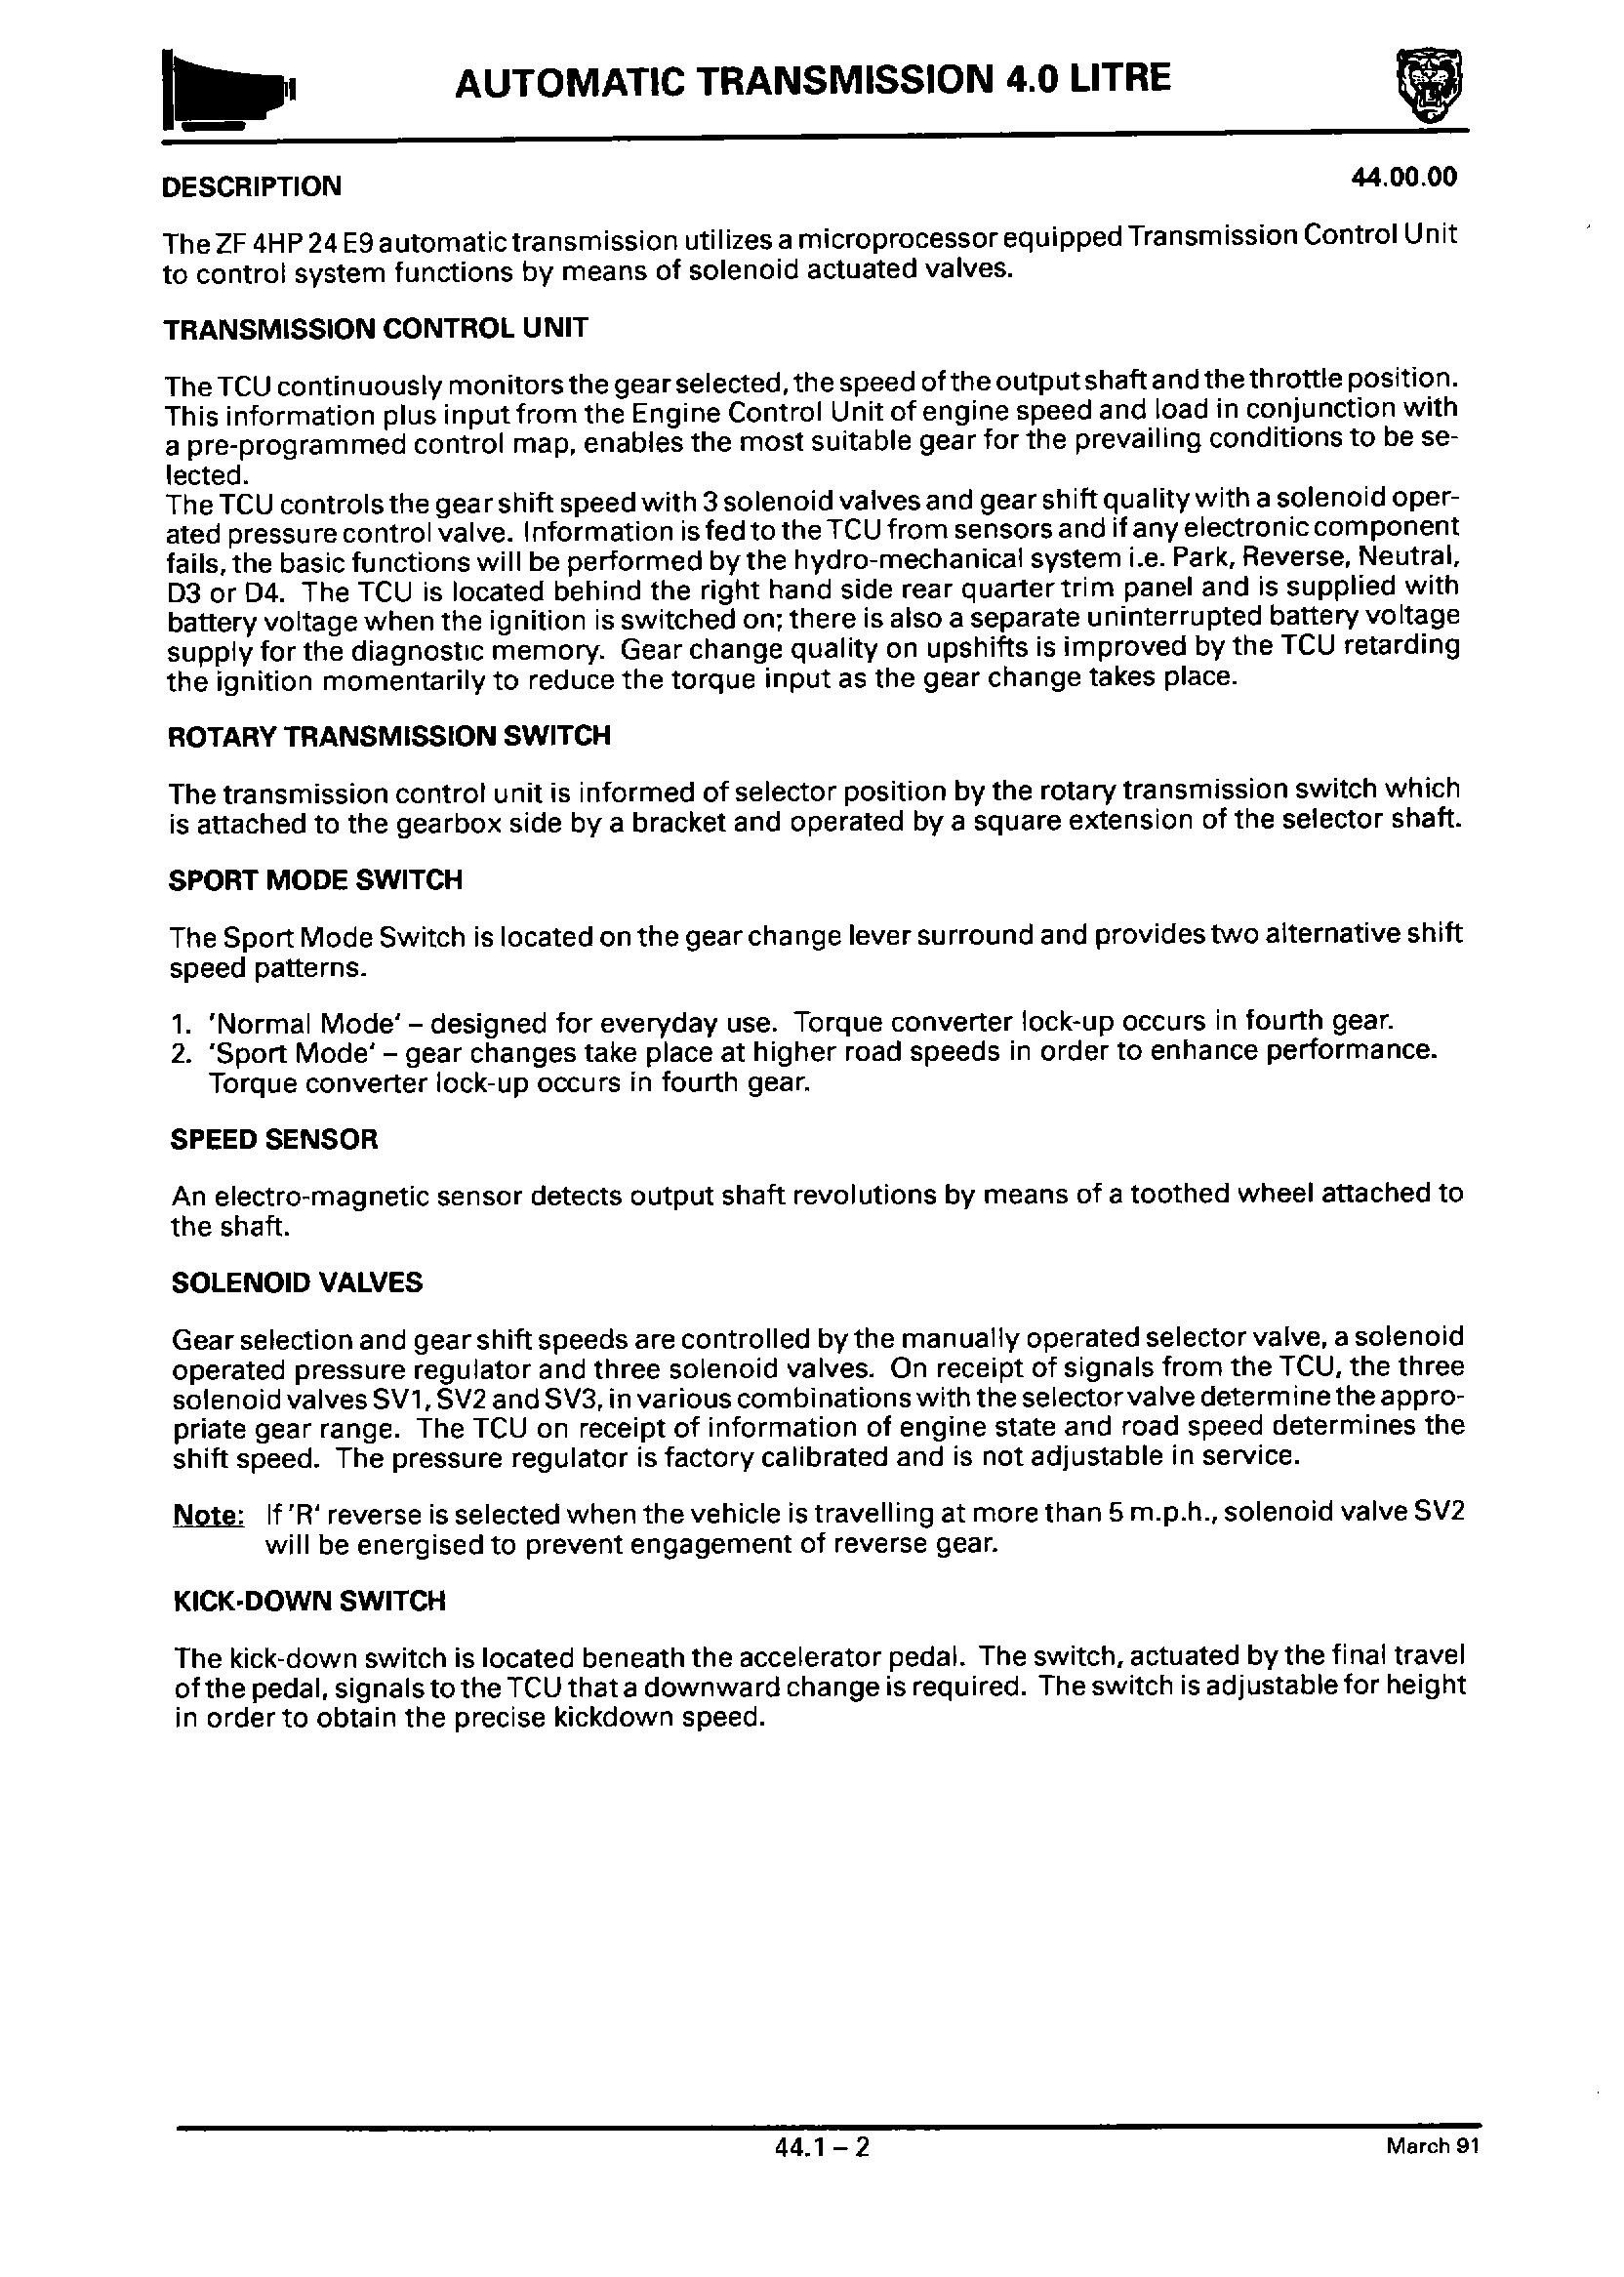 AUTOMATIC TRANSMISSION 4.0 LITRE
DESCRIPTION 44.00.00
The ZF 4HP 24 E9 automatic transmission utilizes a microprocessor equipped Transmission Control Unit
to control system functions by means of solenoid actuated valves.
TRANSMISSION CONTROL UNIT
The TCU continuously monitors the gear selected, the speed of the output shaft and the throttle position.
This information plus input from the Engine Control Unit of engine speed and load in conjunction with
a pre-programmed control map, enables the most suitable gear for the prevailing conditions to be se-
lected.
The TCU controls the gear shift speed with 3 solenoid valves and gear shift quality with a solenoid oper-
ated pressure control valve. Information is fed to the TCU from sensors and if any electronic component
fails, the basic functions will be performed by the hydro-mechanical system i.e. Park, Reverse, Neutral,
D3 or D4. The TCU is located behind the right hand side rear quarter trim panel and is supplied with
battery voltage when the ignition is switched on; there is also a separate uninterrupted battery voltage
supply for the diagnostic memory. Gear change quality on upshifts is improved by the TCU retarding
the ignition momentarily to reduce the torque input as the gear change takes place.
ROTARY TRANSMISSION SWITCH
The transmission control unit is informed of selector position by the rotary transmission switch which
is attached to the gearbox side by a bracket and operated by a square extension of the selector shaft.
SPORT MODE SWITCH
The Sport Mode Switch is located on the gear change lever surround and provides two alternative shift
speed patterns.
1. 'Normal Mode' – designed for everyday use. Torque converter lock-up occurs in fourth gear.
2. 'Sport Mode' – gear changes take place at higher road speeds in order to enhance performance.
Torque converter lock-up occurs in fourth gear.
SPEED SENSOR
An electro-magnetic sensor detects output shaft revolutions by means of a toothed wheel attached to
the shaft.
SOLENOID VALVES
Gear selection and gear shift speeds are controlled by the manually operated selector valve, a solenoid
operated pressure regulator and three solenoid valves. On receipt of signals from the TCU, the three
solenoid valves SV1, SV2 and SV3, in various combinations with the selector valve determine the appro-
priate gear range. The TCU on receipt of information of engine state and road speed determines the
shift speed. The pressure regulator is factory calibrated and is not adjustable in service.
Note: If 'R' reverse is selected when the vehicle is travelling at more than 5 m.p.h., solenoid valve SV2
will be energised to prevent engagement of reverse gear.
KICK-DOWN SWITCH
The kick-down switch is located beneath the accelerator pedal. The switch, actuated by the final travel
of the pedal, signals to the TCU that a downward change is required. The switch is adjustable for height
in order to obtain the precise kickdown speed.
44.1 – 2 March 91